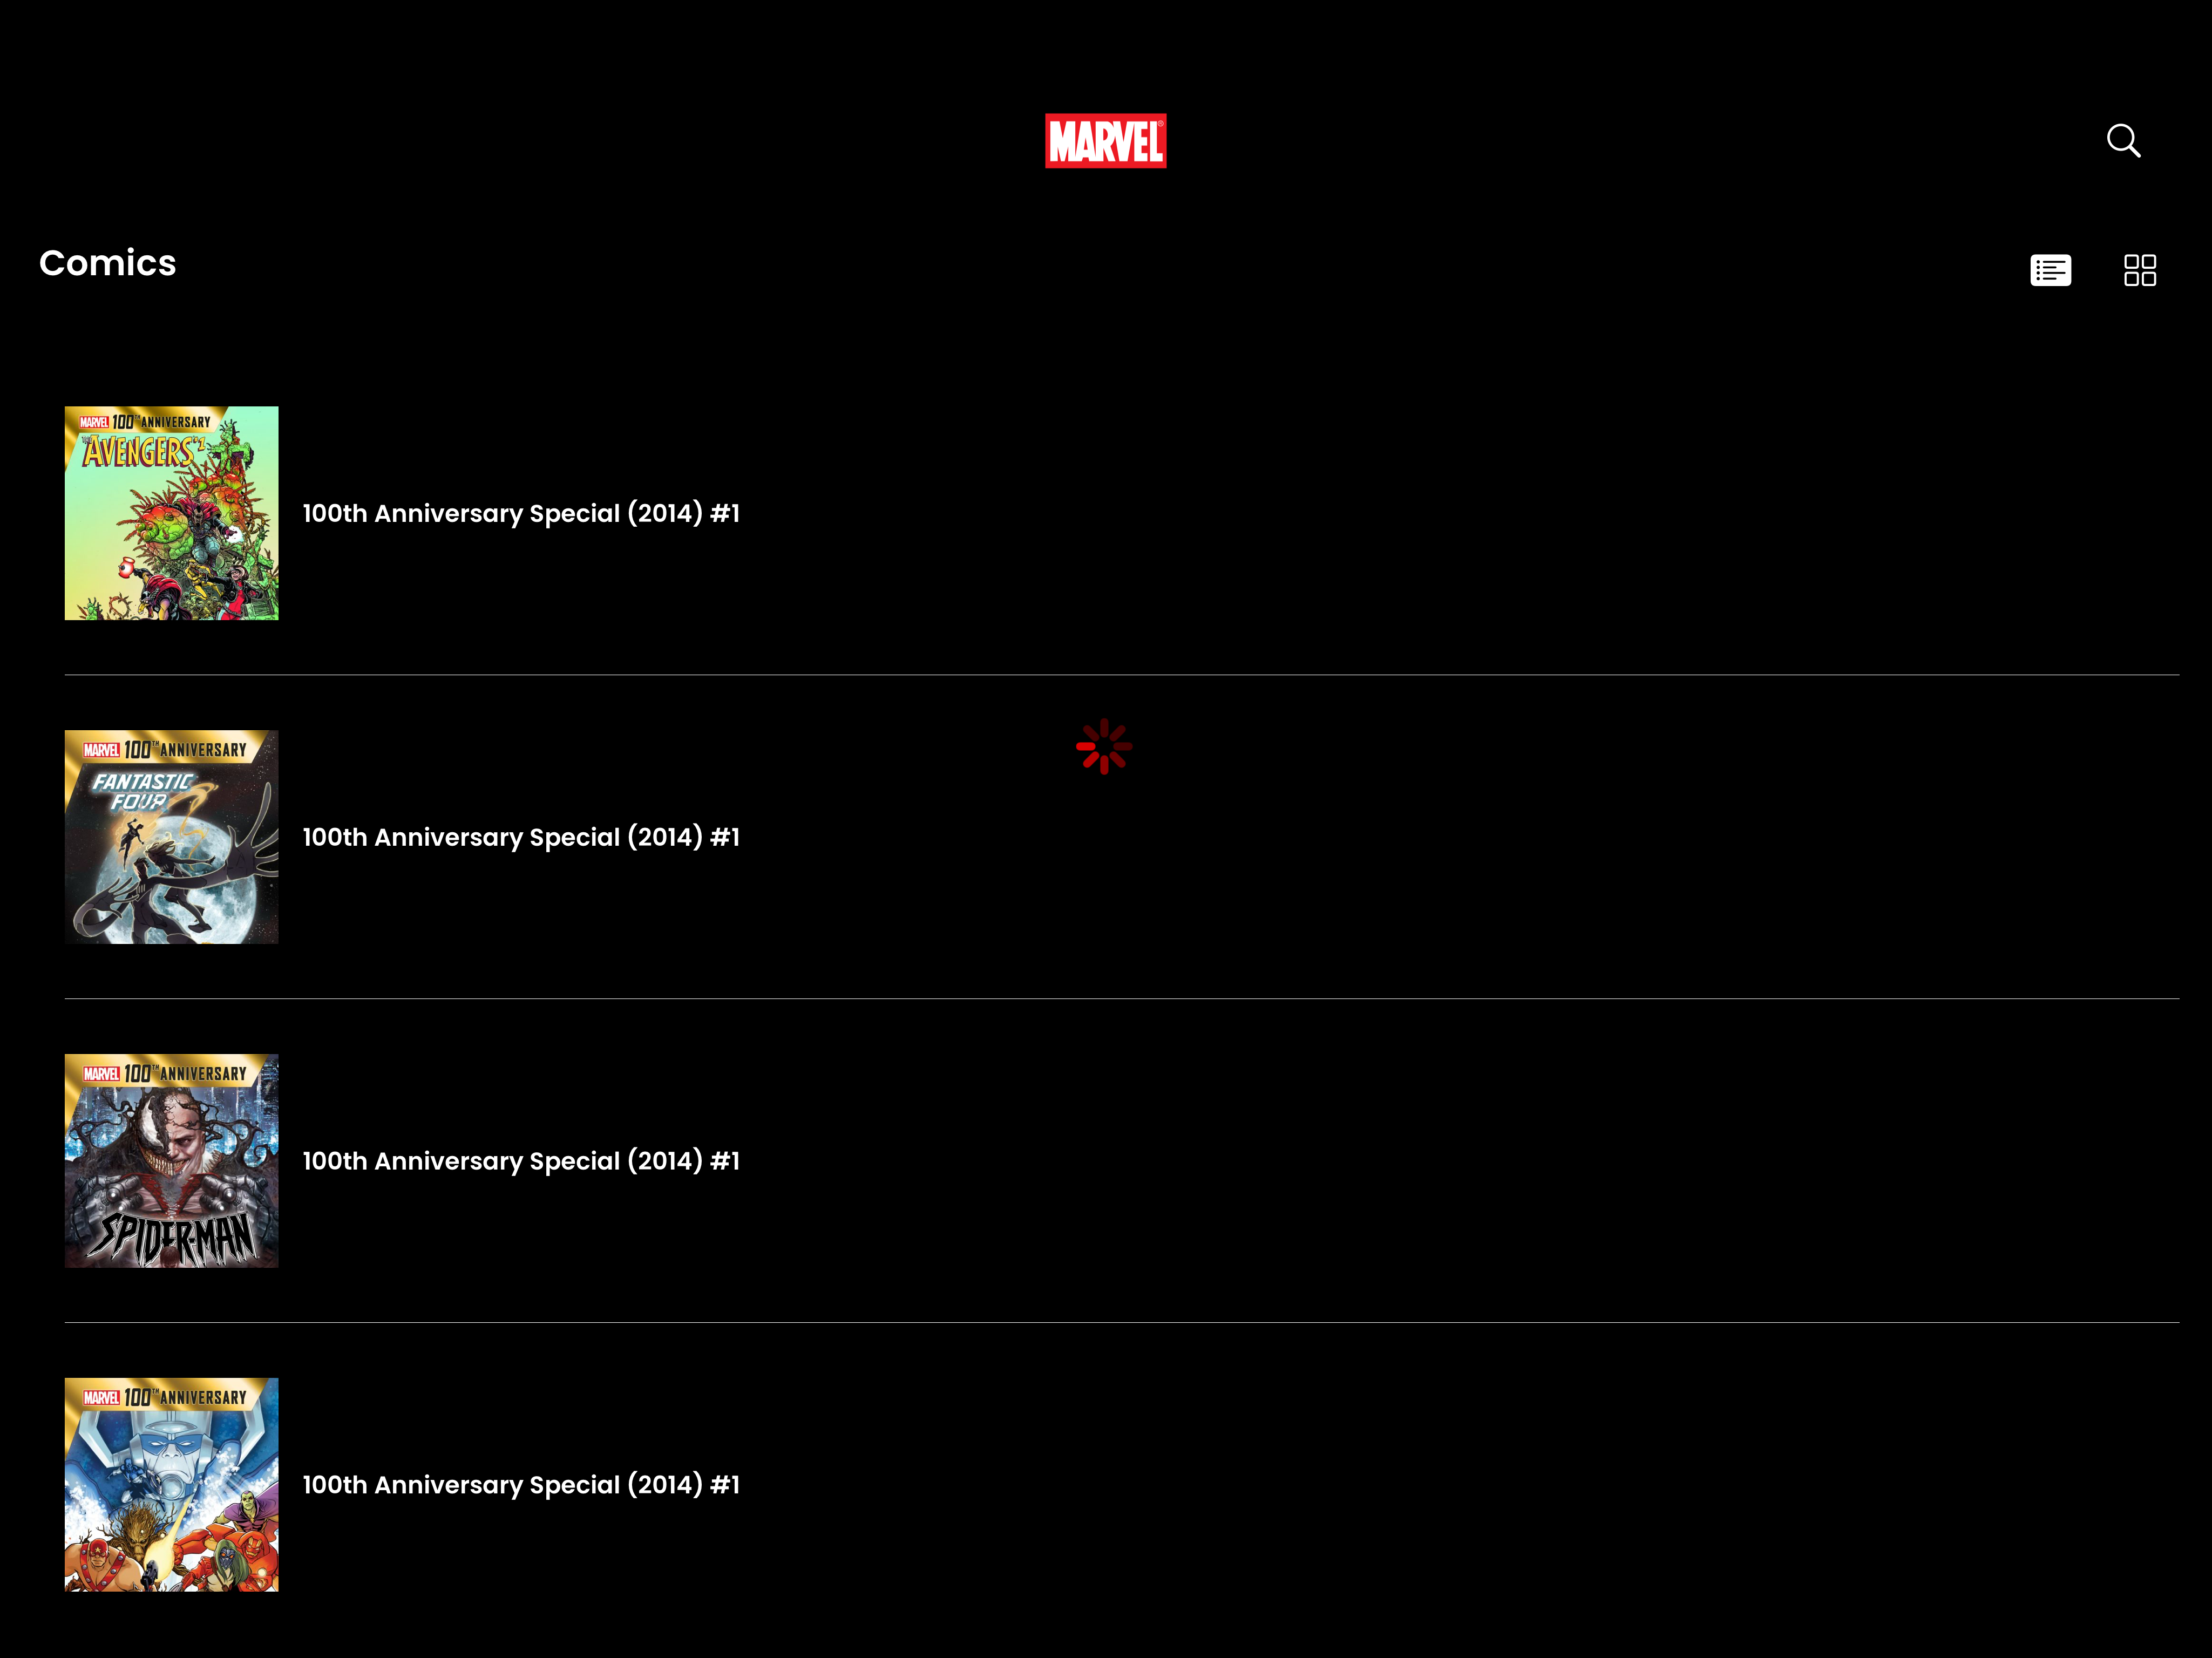 MARVEL
Comics
MARVEL 100TH ANNIVERSARY
THE AVENGERS #1
100th Anniversary Special (2014) #1
MARVEL 100TH ANNIVERSARY
FANTASTIC
FOUR
100th Anniversary Special (2014) #1
MARVEL 100TH ANNIVERSARY
SPIDER-MAN
100th Anniversary Special (2014) #1
MARVEL 100TH ANNIVERSARY
100th Anniversary Special (2014) #1